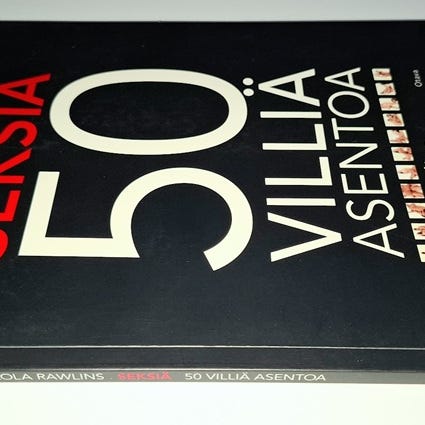 SEKSIÄ
50
VILLIÄ
ASENTOA
Otava
OLA RAWLINS . SEKSIÄ 50 VILLIÄ ASENTOA